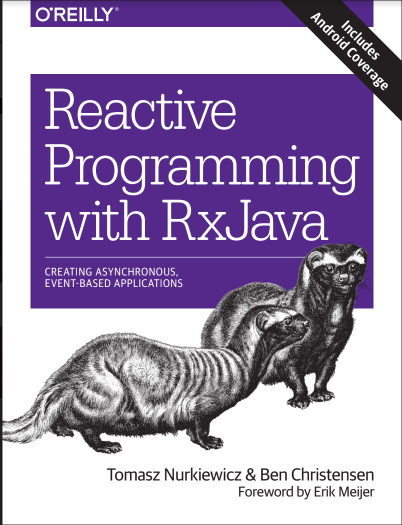 O'REILLY®
Includes
Android Coverage
Reactive
Programming
with RxJava
CREATING ASYNCHRONOUS,
EVENT-BASED APPLICATIONS
Tomasz Nurkiewicz & Ben Christensen
Foreword by Erik Meijer